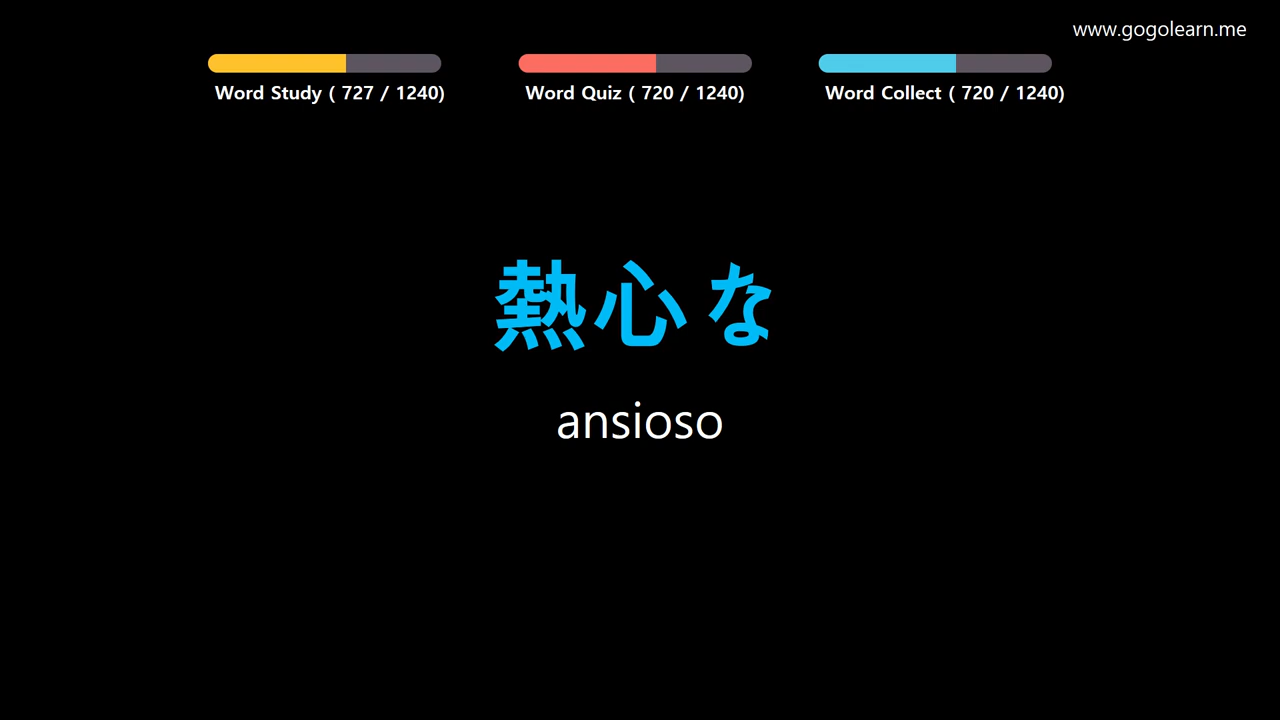 www.gogolearn.me
Word Study ( 727 / 1240)
Word Quiz ( 720 / 1240)
Word Collect ( 720 / 1240)
熱心な
ansioso